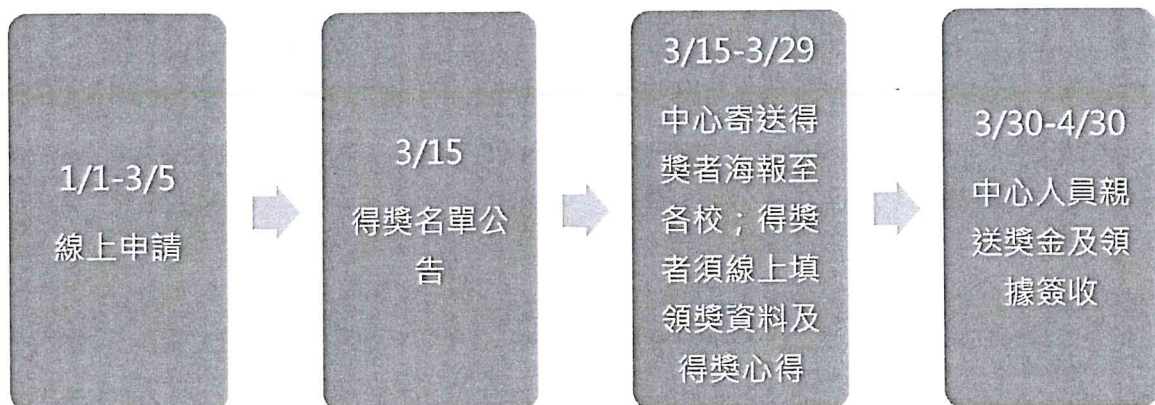 1/1-3/5
線上申請
3/15
得獎名單公
告
3/15-3/29
中心寄送得
獎者海報至
各校；得獎
者須線上填
領獎資料及
得獎心得
3/30-4/30
中心人員親
送獎金及領
據簽收